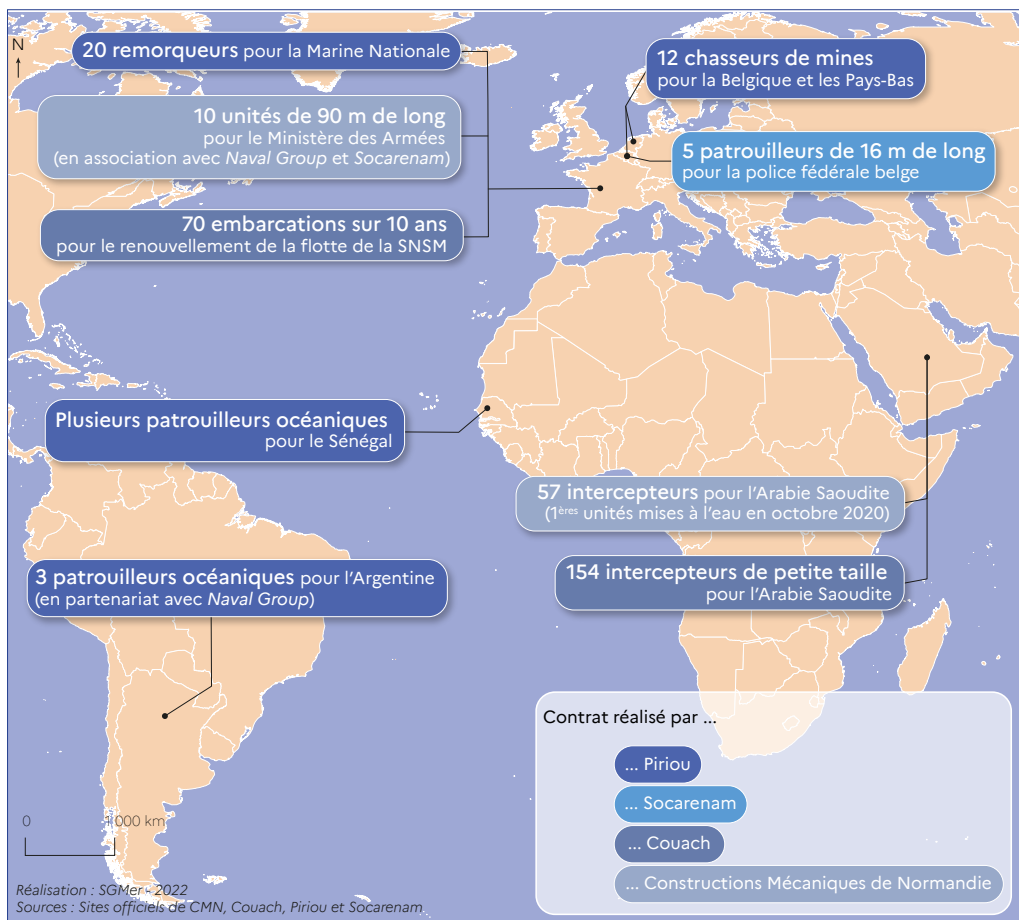 N
20 remorqueurs pour la Marine Nationale
10 unités de 90 m de long
pour le Ministère des Armées
(en association avec Naval Group et Socarenam)
70 embarcations sur 10 ans
pour le renouvellement de la flotte de la SNSM
12 chasseurs de mines
pour la Belgique et les Pays-Bas
5 patrouilleurs de 16 m de long
pour la police fédérale belge
Plusieurs patrouilleurs océaniques
pour le Sénégal
57 intercepteurs pour l'Arabie Saoudite
(1ères unités mises à l'eau en octobre 2020)
154 intercepteurs de petite taille
pour l'Arabie Saoudite
3 patrouilleurs océaniques pour l'Argentine
(en partenariat avec Naval Group)
Contrat réalisé par ...
... Piriou
... Socarenam
... Couach
... Constructions Mécaniques de Normandie
0 1 000 km
Réalisation : SGMer - 2022
Sources : Sites officiels de CMN, Couach, Piriou et Socarenam